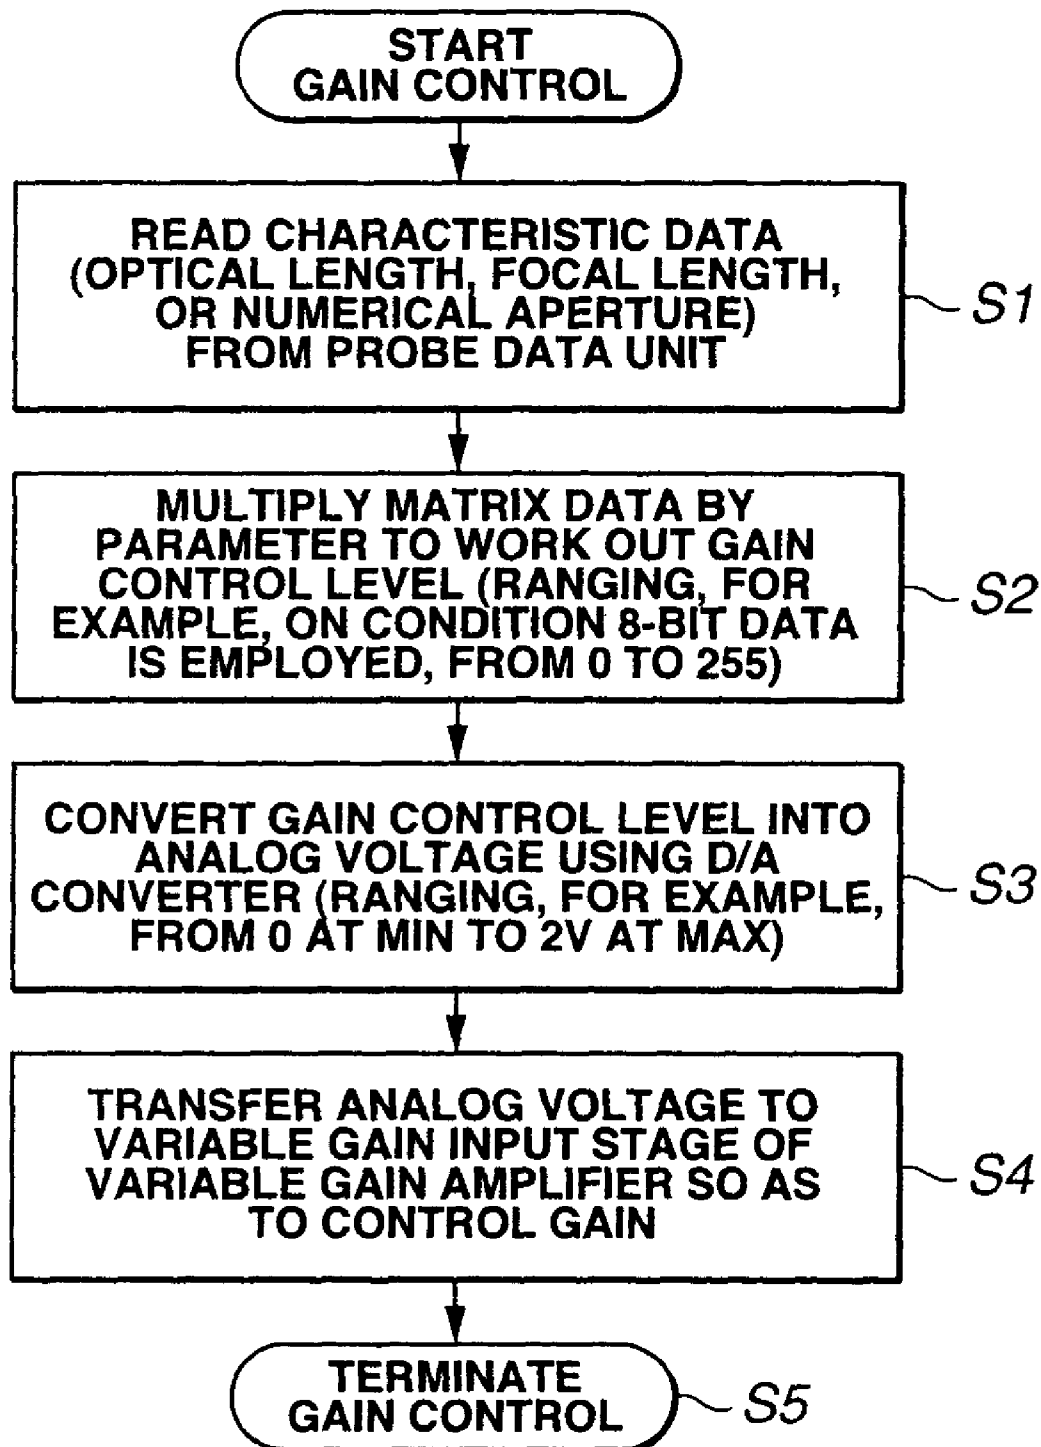 START
GAIN CONTROL
READ CHARACTERISTIC DATA
(OPTICAL LENGTH, FOCAL LENGTH,
OR NUMERICAL APERTURE)
FROM PROBE DATA UNIT
S1
MULTIPLY MATRIX DATA BY
PARAMETER TO WORK OUT GAIN
CONTROL LEVEL (RANGING, FOR
EXAMPLE, ON CONDITION 8-BIT DATA
IS EMPLOYED, FROM 0 TO 255)
S2
CONVERT GAIN CONTROL LEVEL INTO
ANALOG VOLTAGE USING D/A
CONVERTER (RANGING, FOR EXAMPLE,
FROM 0 AT MIN TO 2V AT MAX)
S3
TRANSFER ANALOG VOLTAGE TO
VARIABLE GAIN INPUT STAGE OF
VARIABLE GAIN AMPLIFIER SO AS
TO CONTROL GAIN
S4
TERMINATE
GAIN CONTROL
S5